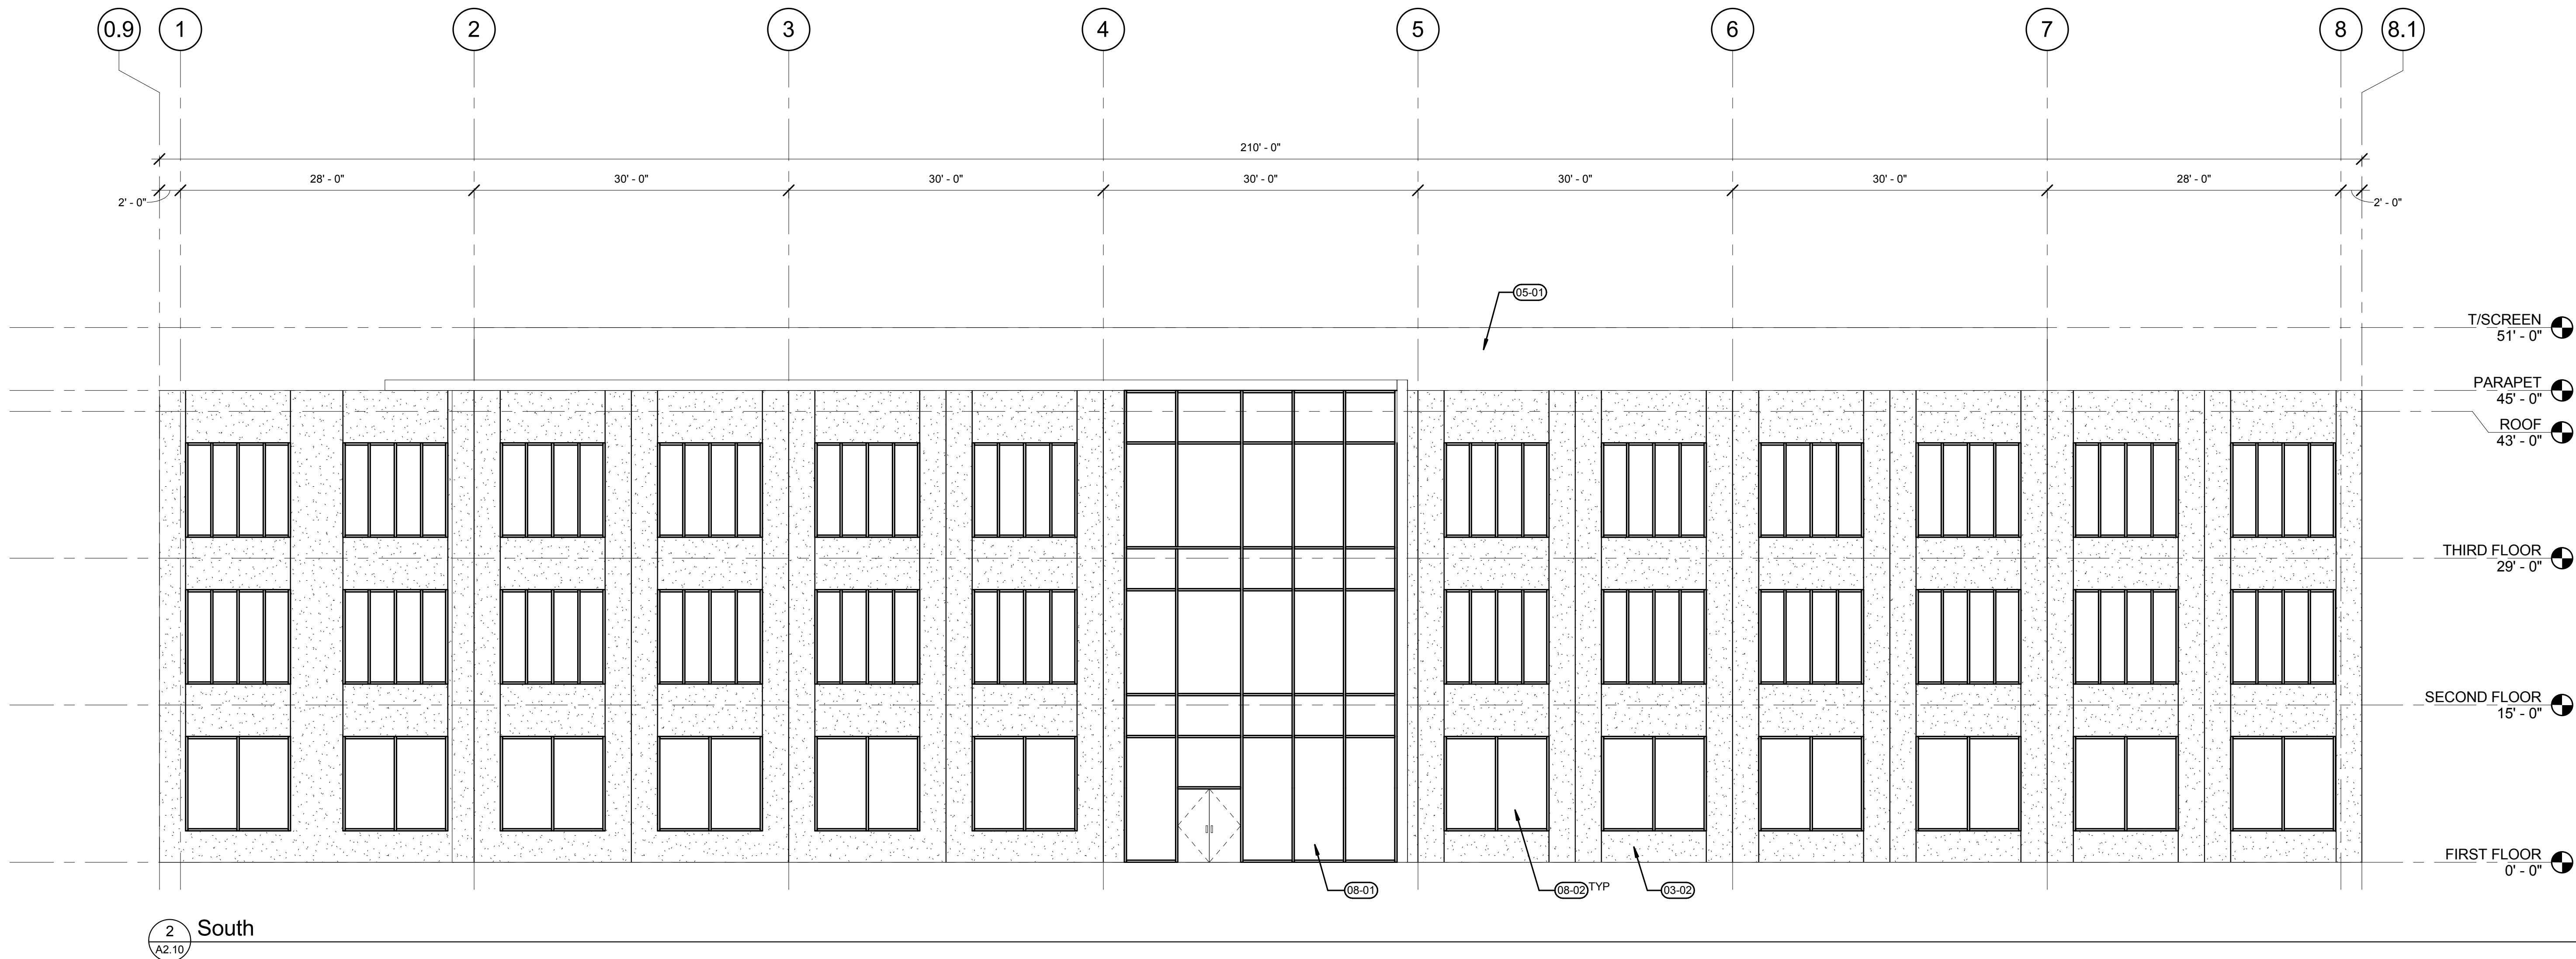 0.9
1
2
3
4
5
6
7
8
8.1
210' - 0"
28' - 0"
30' - 0"
30' - 0"
30' - 0"
30' - 0"
30' - 0"
28' - 0"
2' - 0"
2' - 0"
05-01
T/SCREEN
51' - 0"
PARAPET
45' - 0"
ROOF
43' - 0"
THIRD FLOOR
29' - 0"
SECOND FLOOR
15' - 0"
FIRST FLOOR
0' - 0"
08-01
08-02 TYP
03-02
2
A2.10
South